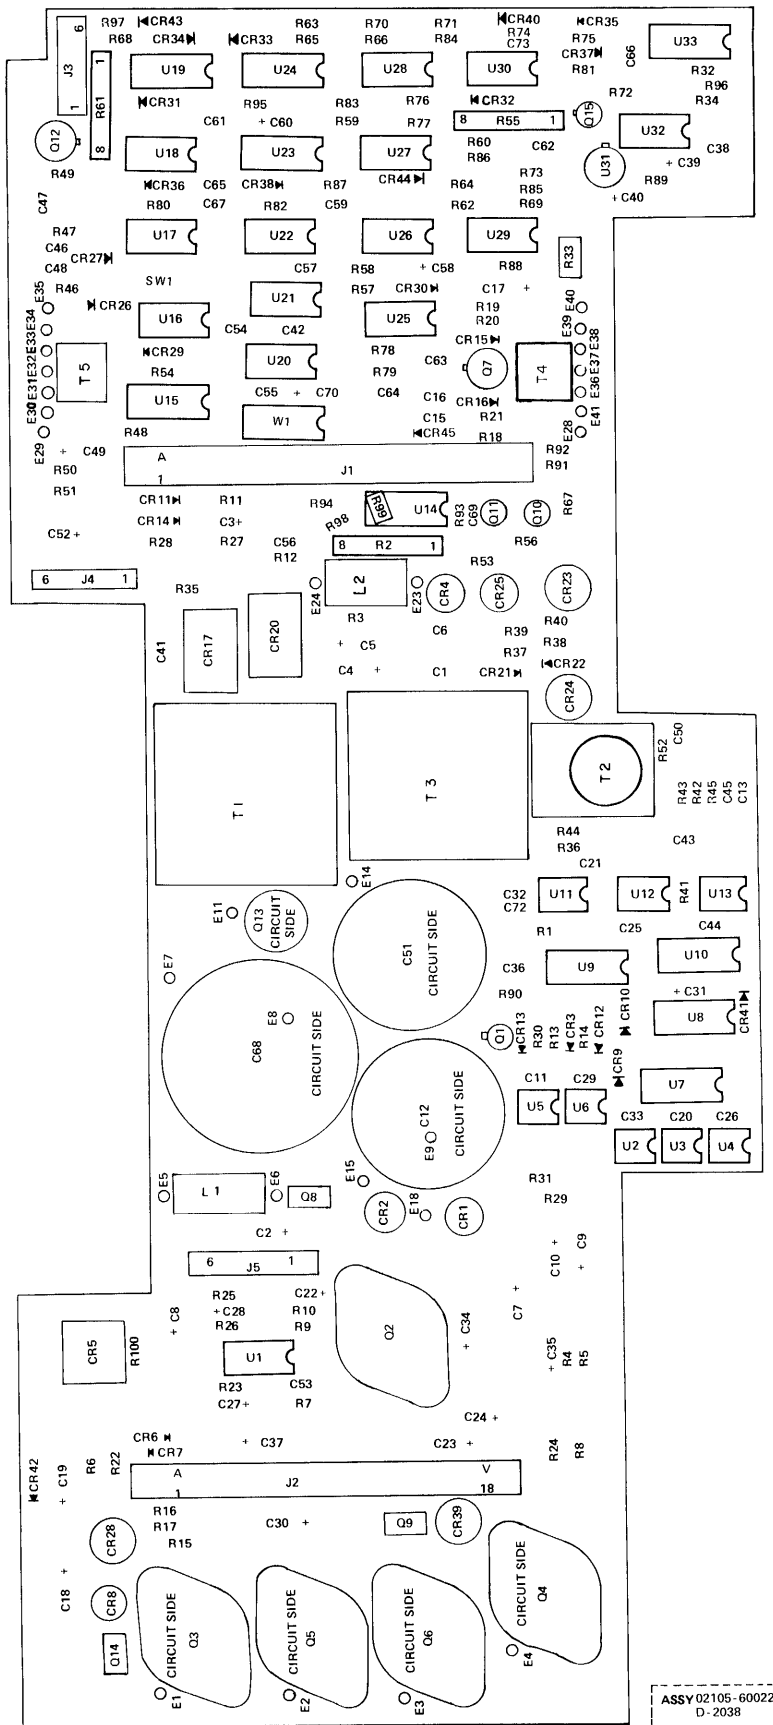 R97 CR43 R63 R70 R71 CR40 CR35
6 R68 CR34 CR33 R65 R66 R84 R74 R75
C73 CR37 C66 U33
J3 1 U19 U24 U28 U30 R81 R32
R96
1 R61 CR31 R95 R83 R76 CR32 R72 R34
C61 + C60 R59 R77 8 R55 1 Q15
Q12 8 R60 C62 U32 C38
U18 U23 U27 R86 + C39
R49 R73 U31 R89
CR36 C65 CR38 R87 CR44 R64 R85 + C40
C47 R80 C67 R82 C59 R62 R69
R47
C46 U17 U22 U26 U29
C48 CR27 C57 R58 + C58 R88 R33
E35 R46 SW1 R57 CR30 C17 +
CR26 U21 R19 E40
E34 U16 U25 R20 E39
E33 C54 C42 CR15 E38
E32 T5 CR29 U20 R78 C63 Q7 T4 E37
E31 R54 R79
E30 U15 C55 + C70 C64 C16 CR16 E36
E29 W1 C15 R21 E41
R48 CR45 R18 E28
+ C49 A R92
R50 1 J1 R91
R51 CR11 R11 R94 R99 U14 R93 C69 Q11 Q10 R67
CR14 C3+ R98
C52 + R28 R27 C56 8 R2 1 R56
R12 R53
6 J4 1 E24 L2 E23 CR4 CR25 CR23
R35
CR17 CR20 R3 R40
C41 + C5 C6 R39 R38
R37
C4 + C1 CR21 CR22
CR24
T1 T3 T2 R52 C50
R43 R42 R45 C45 C13
R44
R36 C43
C21
E14 C32 U11 U12 R41 U13
E11 Q13 CIRCUIT SIDE C72
C51 CIRCUIT SIDE R1 C25 C44
E7 C36 U9 U10
R90 + C31
E8 CR10 U8 CR41
C68 CIRCUIT SIDE Q1 CR13 R30 R13 CR3 R14 CR12
CR9
C11 C29 U7
C12 CIRCUIT SIDE U5 U6
E9 C33 C20 C26
U2 U3 U4
E5 L1 E6 Q8 E15 R31
CR2 E18 CR1 R29
C2 +
C10 + C9 +
6 J5 1
R25 C22+ C7 +
C8 + +C28 R10 Q2 C34 +
R26 R9
CR5 R100 U1 C35 + R4 R5
R23 C53
C27+ R7
C24 +
CR6 + C37 C23 + R24 R8
CR42 C19 + R6 R22 CR7
A V
1 J2 18
R16
R17 C30 + Q9 CR39
CR28 R15
C18 + CR8 Q4
Q14 CIRCUIT SIDE Q3 CIRCUIT SIDE Q5 CIRCUIT SIDE Q6 CIRCUIT SIDE
E4
E1 E2 E3
ASSY 02105-60022
D-2038